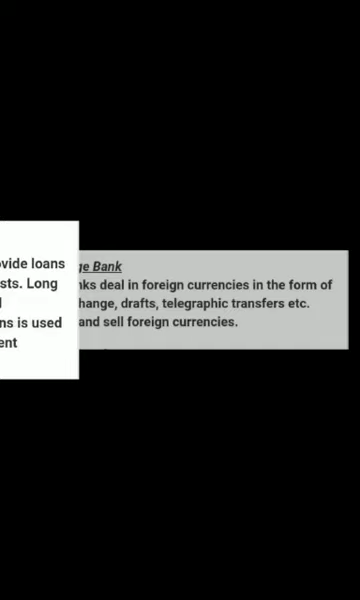 vide loans
sts. Long
ns is used
ent
ge Bank
nks deal in foreign currencies in the form of
hange, drafts, telegraphic transfers etc.
and sell foreign currencies.